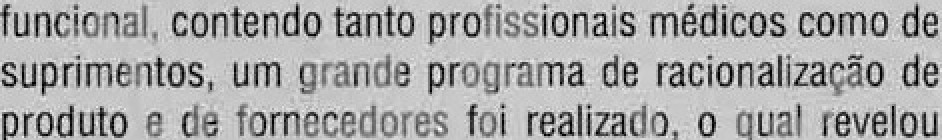 funcional, contendo tanto profissionais médicos como de
suprimentos, um grande programa de racionalização de
produto e de fornecedores foi realizado, o qual revelou